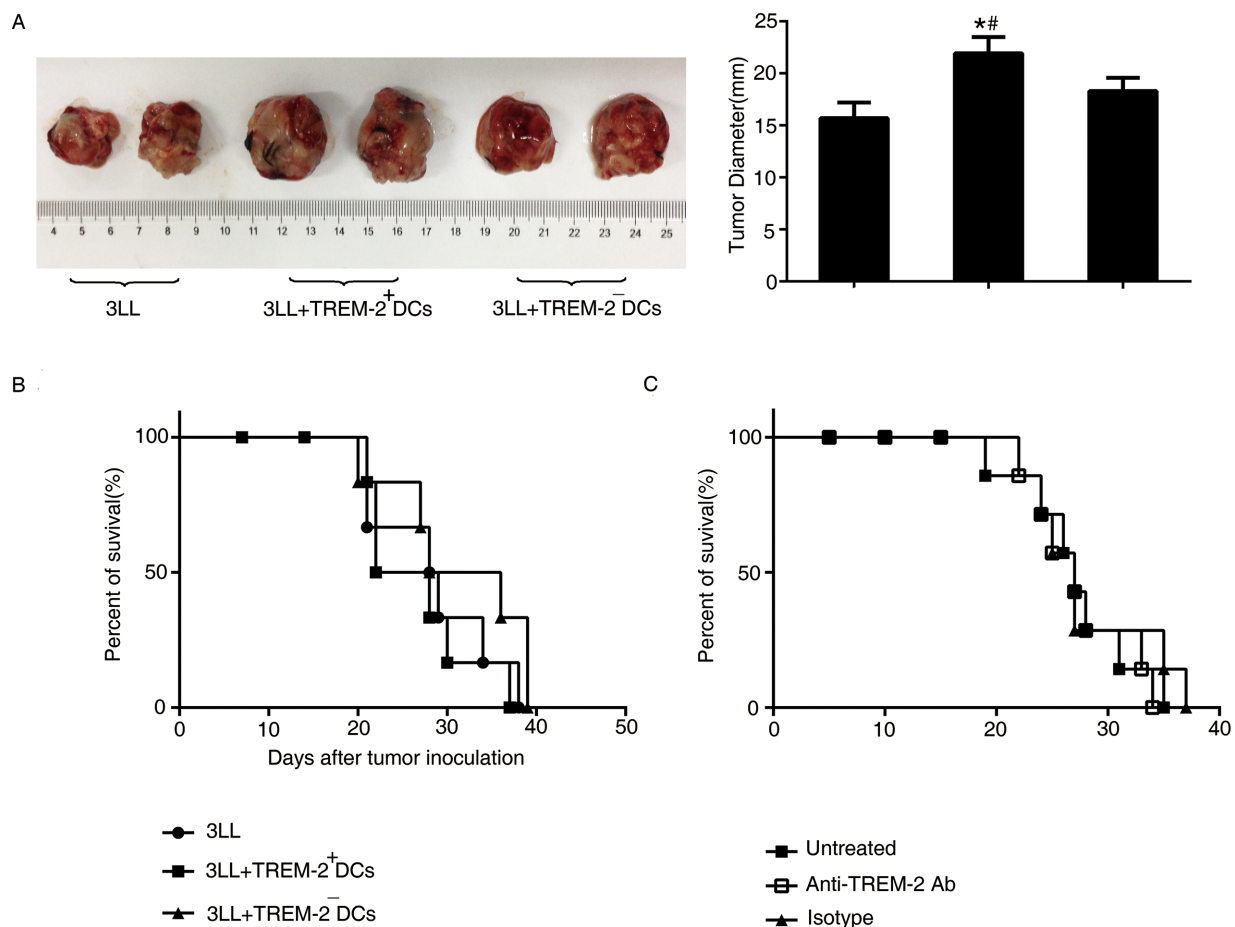 A
4 5 6 7 8 9 10 11 12 13 14 15 16 17 18 19 20 21 22 23 24 25
3LL
3LL+TREM-2+DCs
3LL+TREM-2−DCs
Tumor Diameter(mm)
25
20
15
10
5
0
*#
B
Percent of suvival(%)
100
50
0
0 10 20 30 40 50
Days after tumor inoculation
3LL
3LL+TREM-2+DCs
3LL+TREM-2−DCs
C
Percent of suvival(%)
100
50
0
0 10 20 30 40
Untreated
Anti-TREM-2 Ab
Isotype